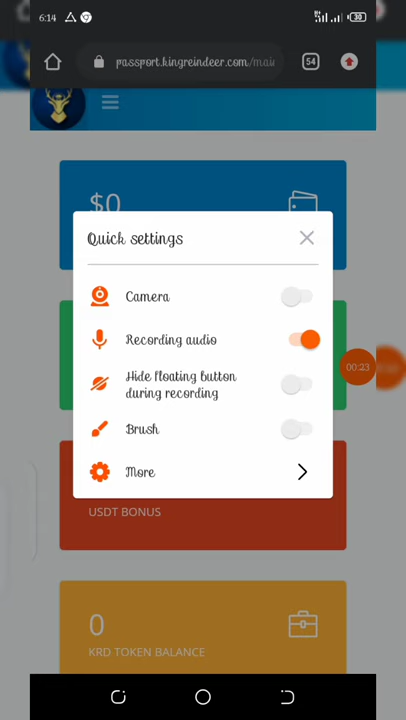 6:14
30
passport.kingreindeer.com/mai
54
$0
Quick settings
Camera
Recording audio
Hide floating button
during recording
Brush
More
00:23
USDT BONUS
0
KRD TOKEN BALANCE